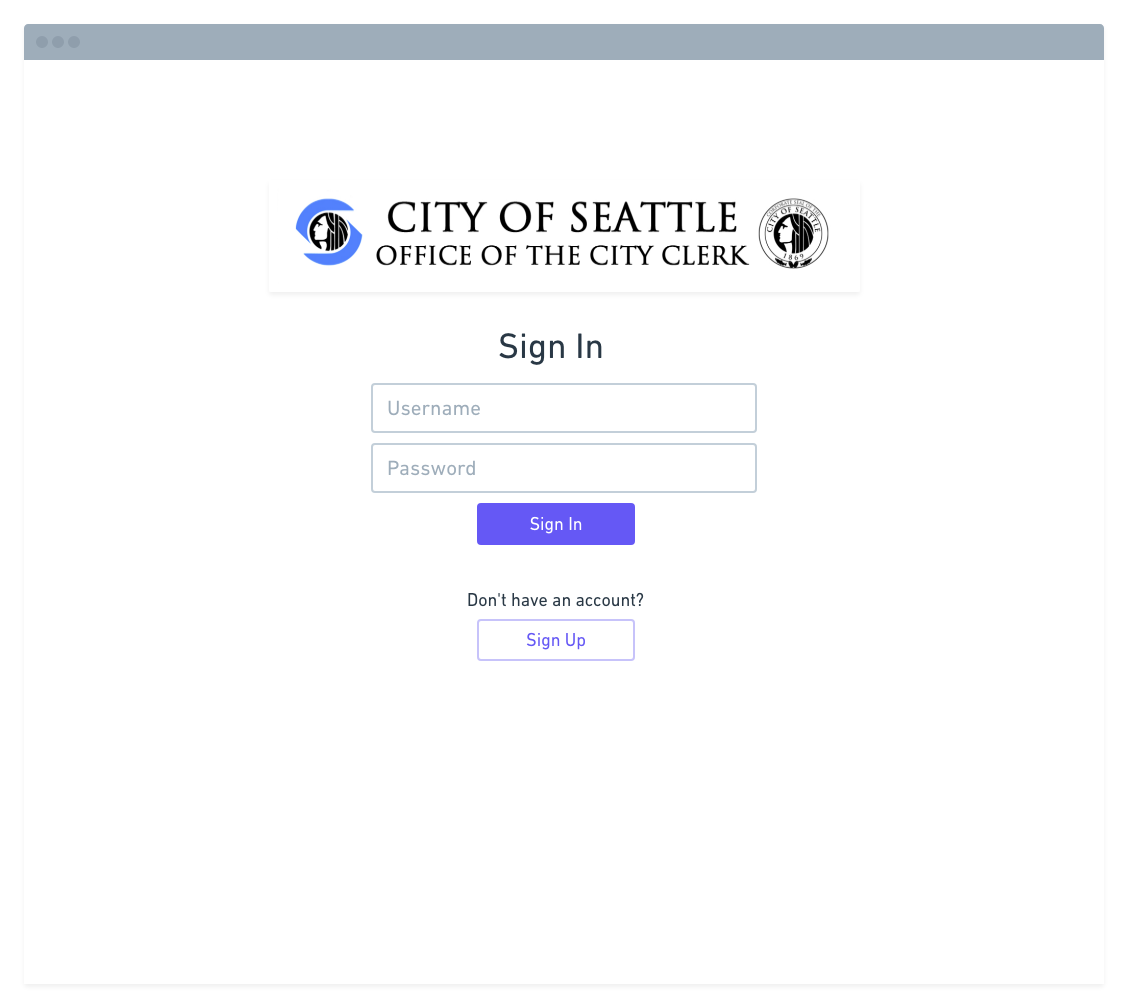 CITY OF SEATTLE
OFFICE OF THE CITY CLERK
CORPORATE SEAL OF THE
CITY OF SEATTLE
1869
Sign In
Username
Password
Sign In
Don't have an account?
Sign Up